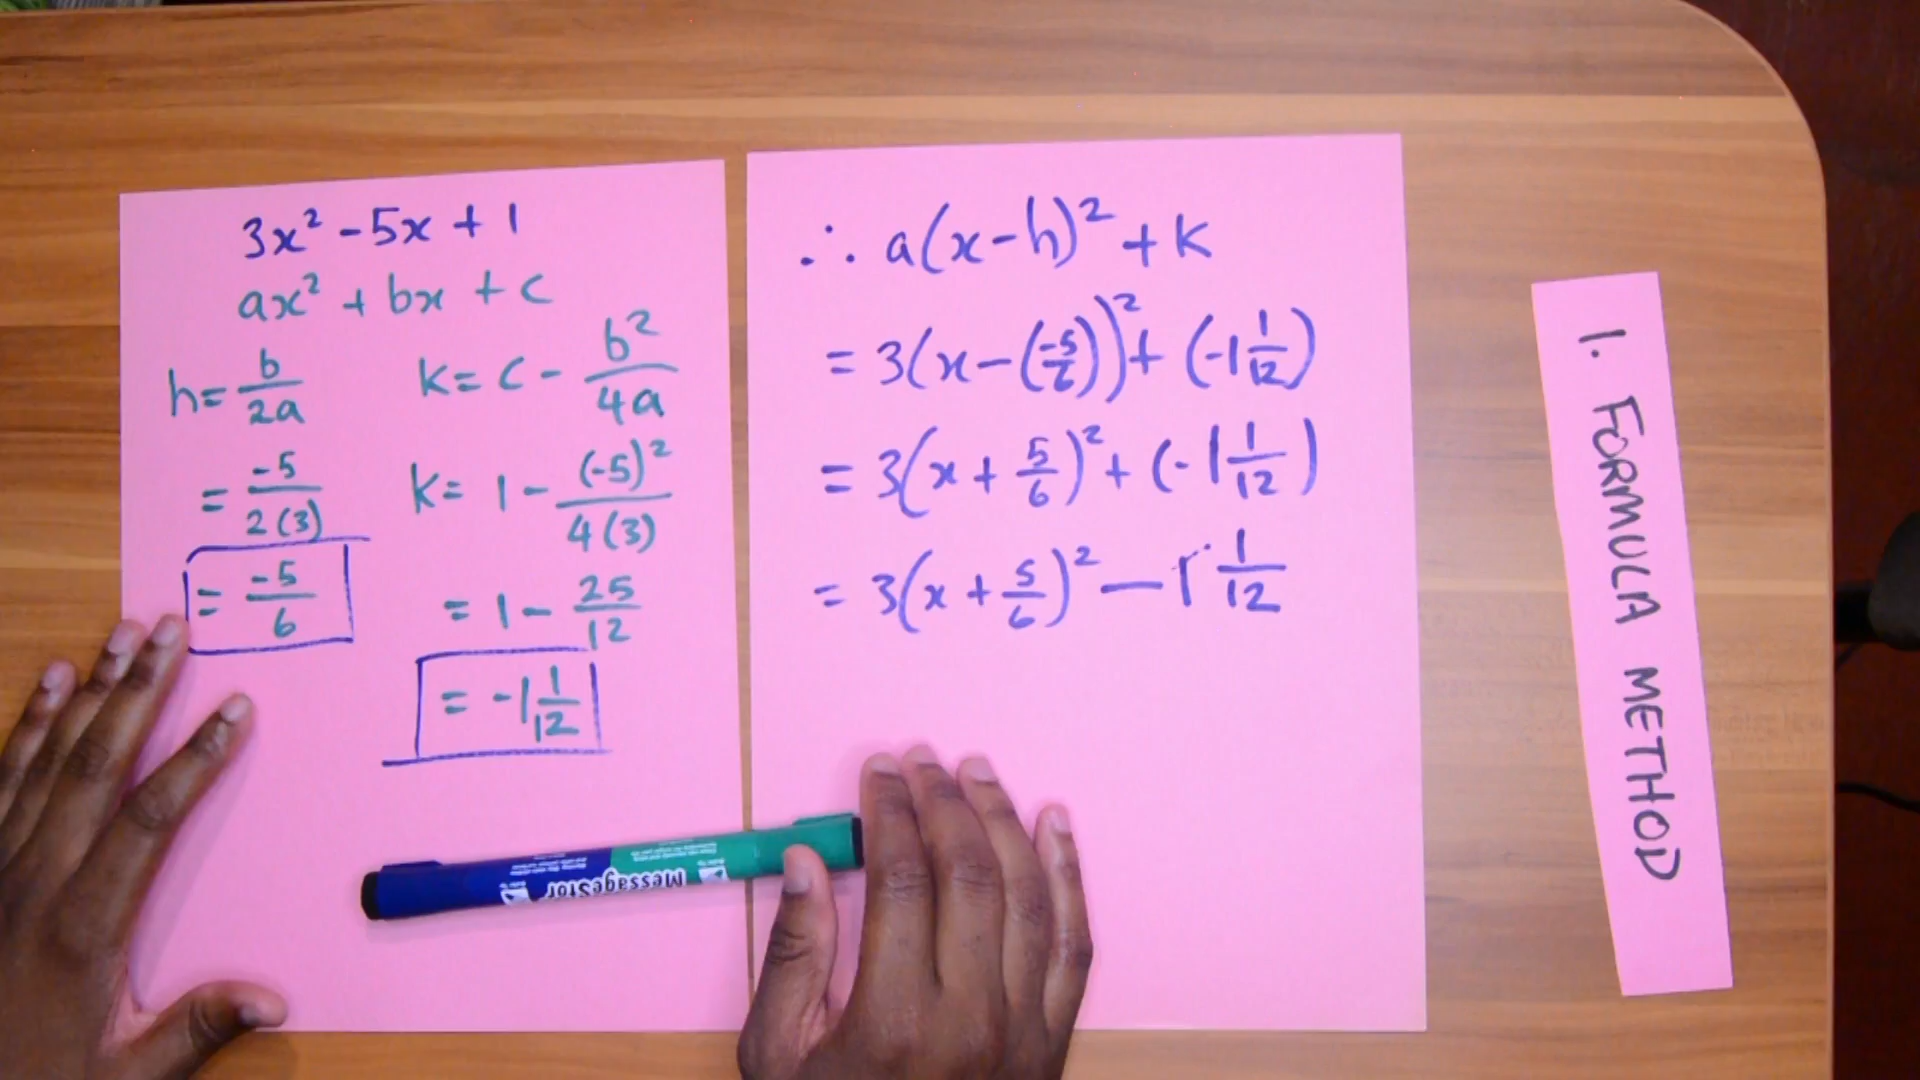 3x² - 5x + 1
ax² + bx + c
h = b/2a
= -5/2(3)
= -5/6
k = c - b²/4a
k = 1 - (-5)²/4(3)
= 1 - 25/12
= -1 1/12
∴ a(x-h)² + k
= 3(x - (-5/6))² + (-1 1/12)
= 3(x + 5/6)² + (-1 1/12)
= 3(x + 5/6)² - 1 1/12
1. FORMULA METHOD
MessageStor